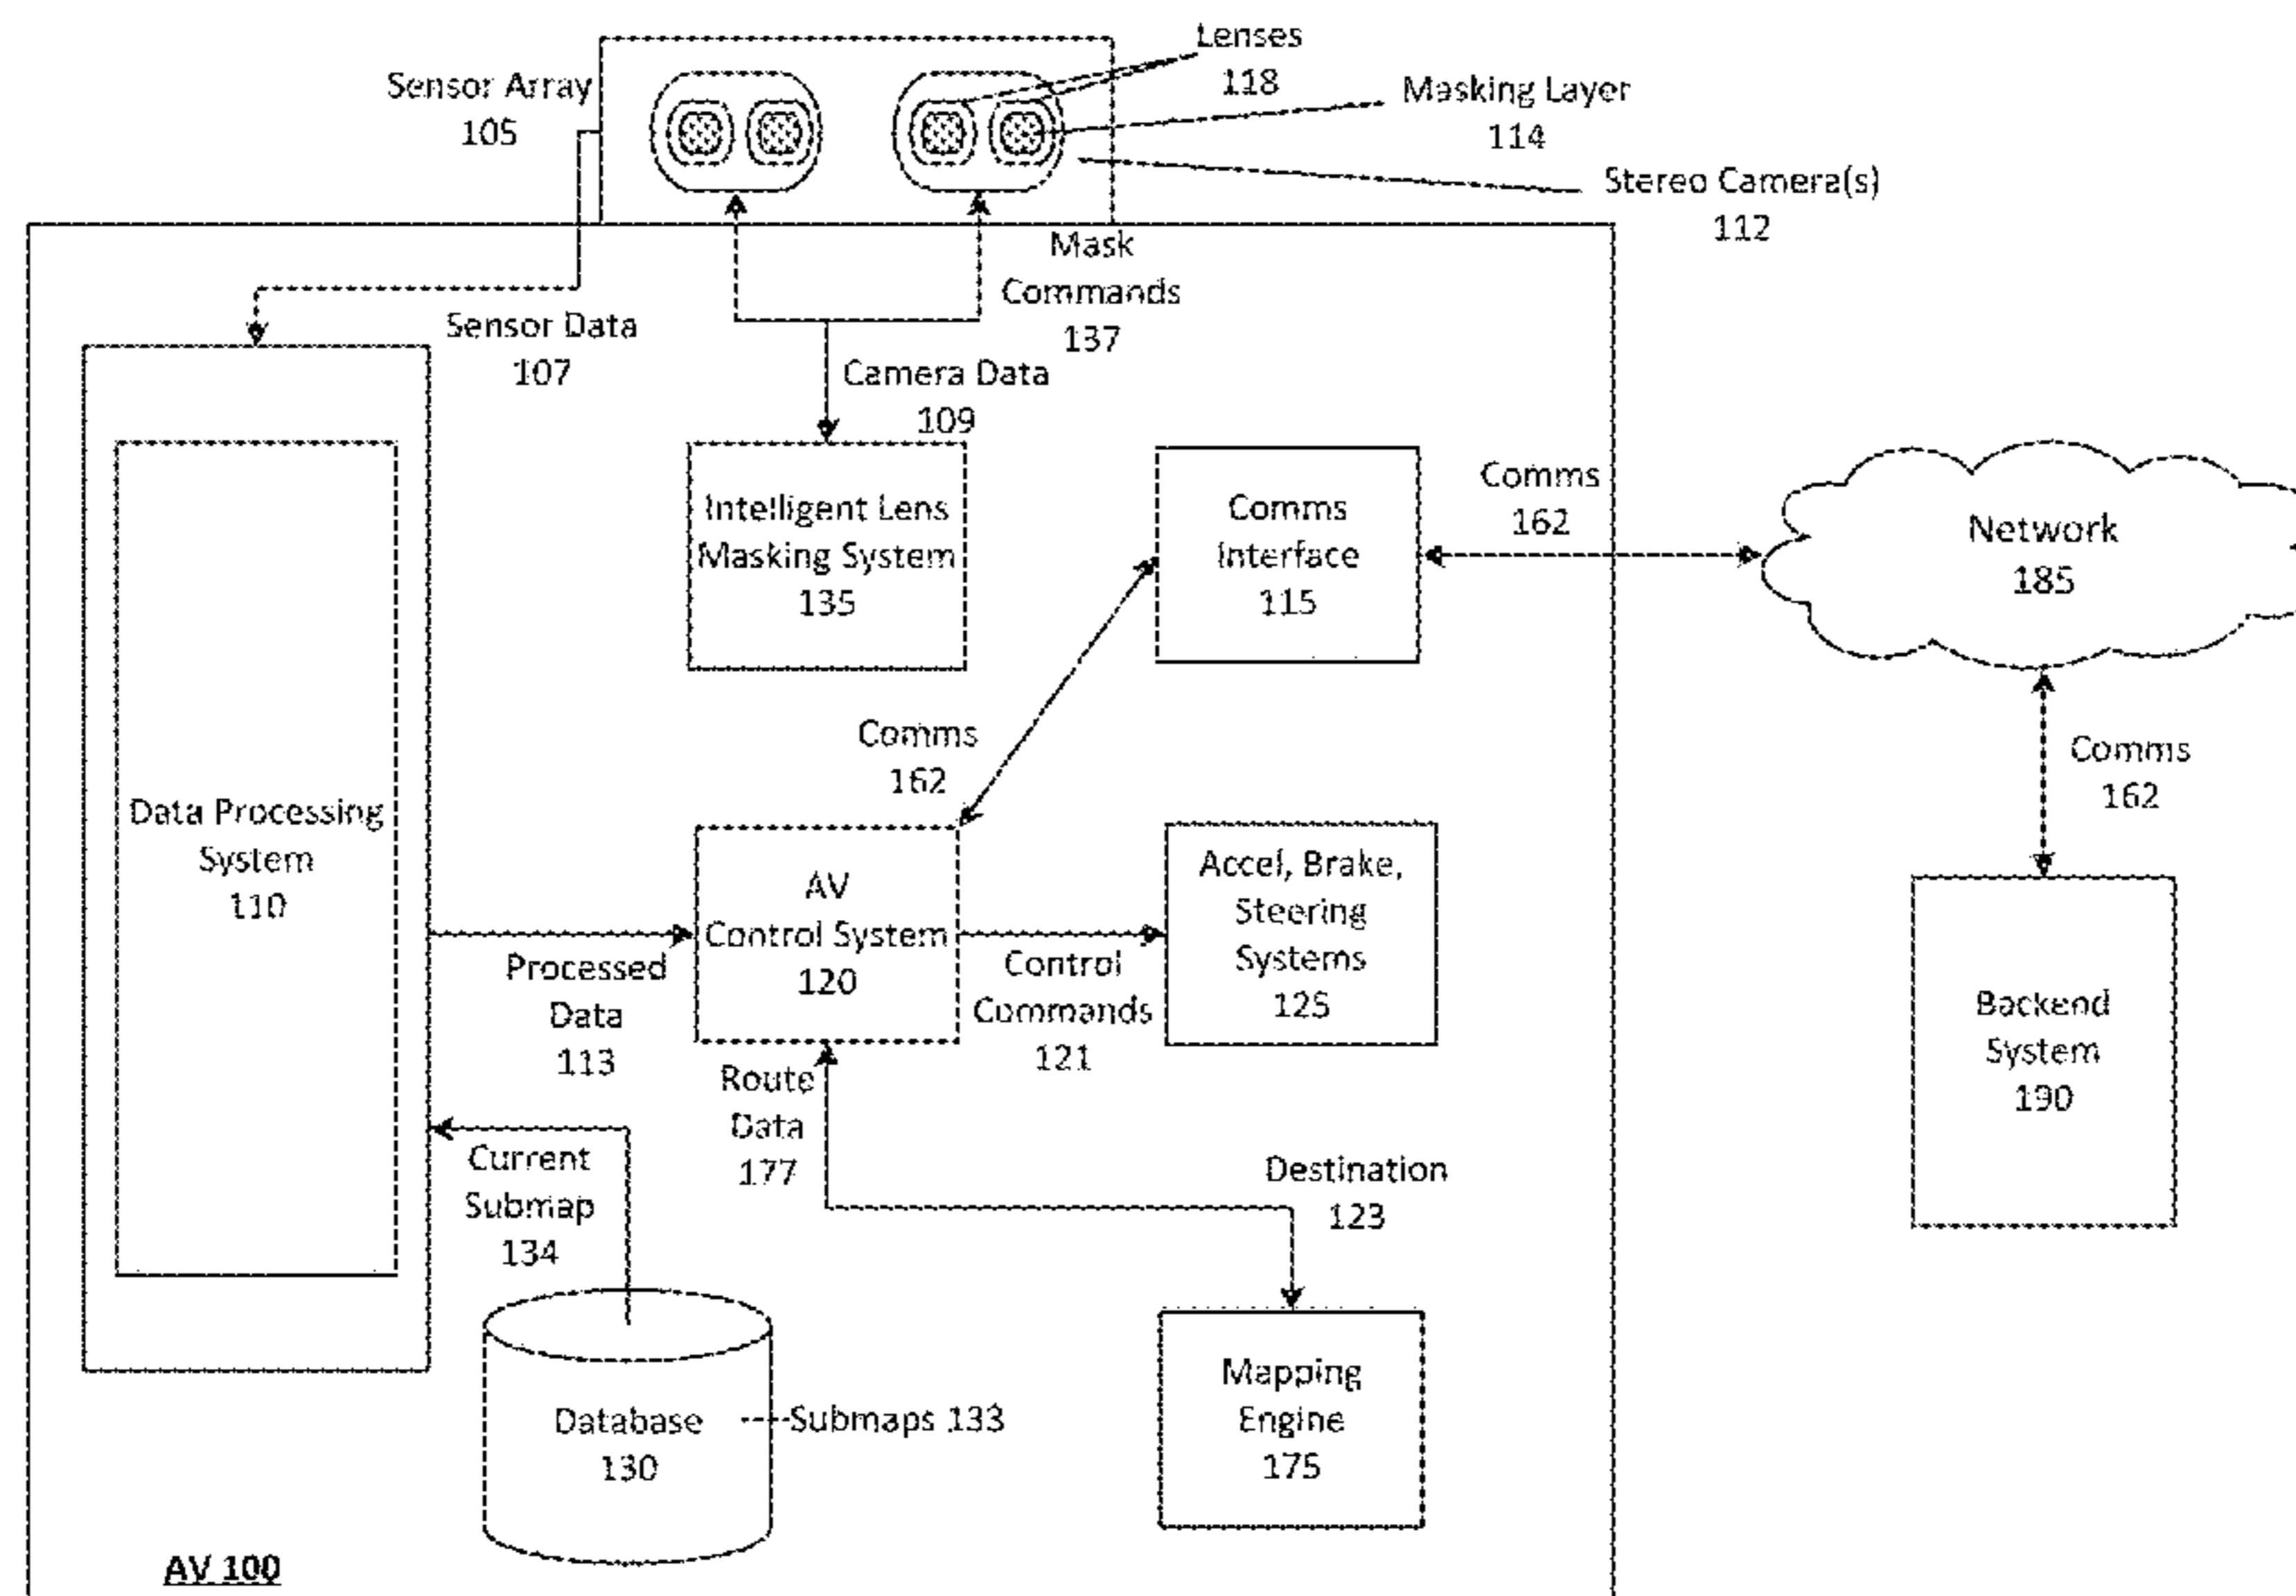 Lenses
118
Sensor Array
105
Masking Layer
114
Stereo Camera(s)
112
Mask
Commands
137
Sensor Data
107
Camera Data
109
Intelligent Lens
Masking System
135
Comms
Interface
115
Comms
162
Network
185
Comms
162
Comms
162
Data Processing
System
110
AV
Control System
120
Accel, Brake,
Steering
Systems
125
Processed
Data
113
Control
Commands
121
Backend
System
190
Route
Data
177
Current
Submap
134
Destination
123
Database
130
Submaps 133
Mapping
Engine
175
AV 100